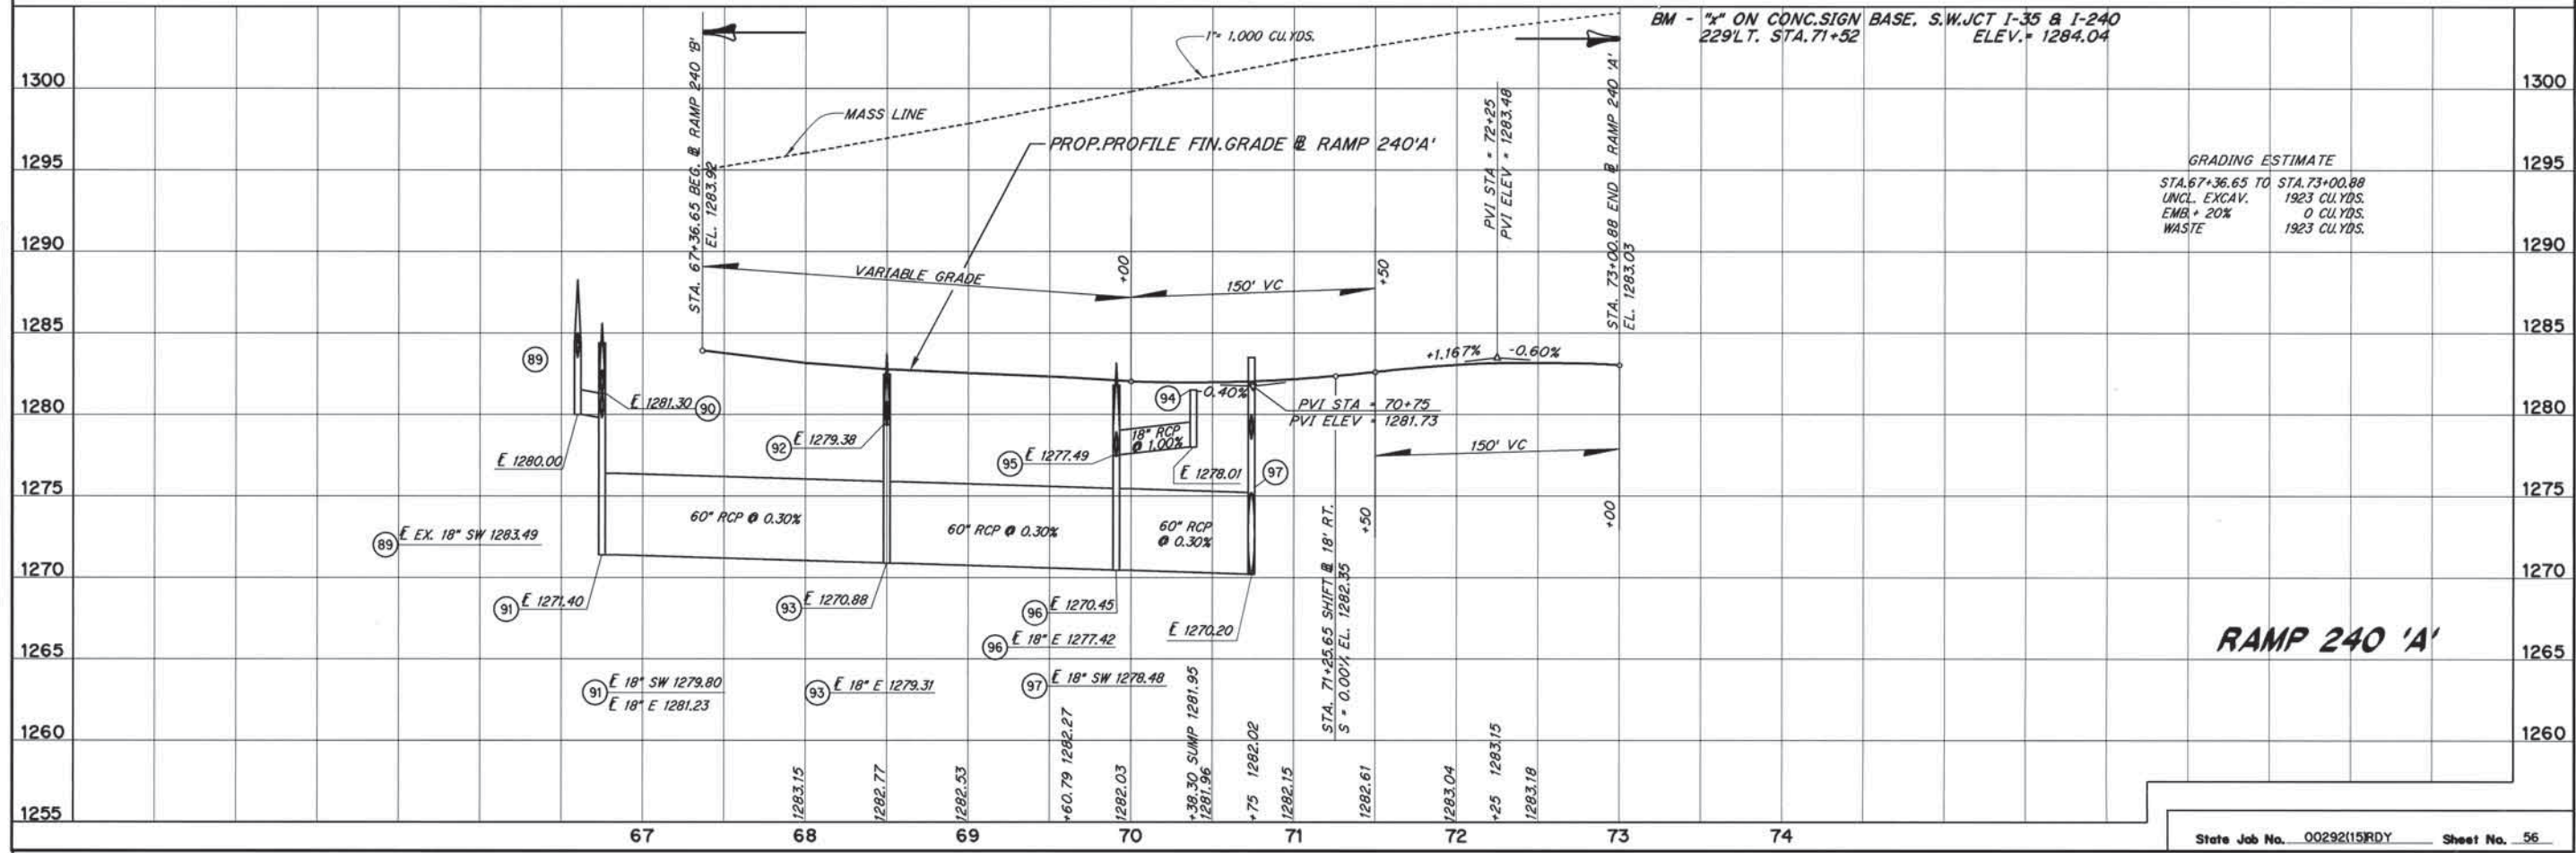 BM - "x" ON CONC.SIGN BASE, S.W.JCT I-35 & I-240
229'LT. STA.71+52 ELEV.= 1284.04
1"= 1,000 CU.YDS.
MASS LINE
PROP.PROFILE FIN.GRADE ℄ RAMP 240'A'
STA. 67+36.65 BEG. ℄ RAMP 240 'B'
EL. 1283.92
PVI STA = 72+25
PVI ELEV = 1283.48
STA. 73+00.88 END ℄ RAMP 240 'A'
EL. 1283.03
GRADING ESTIMATE
STA.67+36.65 TO STA.73+00.88
UNCL. EXCAV. 1923 CU.YDS.
EMB.+ 20% 0 CU.YDS.
WASTE 1923 CU.YDS.
1300 1300
1295 1295
1290 1290
1285 1285
1280 1280
1275 1275
1270 1270
1265 1265
1260 1260
1255
VARIABLE GRADE
+00
150' VC
+50
89
E 1281.30 90
E 1280.00
92 E 1279.38
95 E 1277.49
94
-0.40%
18" RCP
@ 1.00%
E 1278.01
97
PVI STA = 70+75
PVI ELEV = 1281.73
+1.167% -0.60%
150' VC
+50
+00
89 E EX. 18" SW 1283.49
60" RCP @ 0.30%
60" RCP @ 0.30%
60" RCP
@ 0.30%
91 E 1271.40
93 E 1270.88
96 E 1270.45
96 E 18" E 1277.42
E 1270.20
91 E 18" SW 1279.80
E 18" E 1281.23
93 E 18" E 1279.31
97 E 18" SW 1278.48
STA. 71+25.65 SHIFT ℄ 18' RT.
S = 0.00% EL. 1282.35
RAMP 240 'A'
1283.15
1282.77
1282.53
+60.79 1282.27
1282.03
+38.30 SUMP 1281.95
1281.96
+75 1282.02
1282.15
1282.61
1283.04
+25 1283.15
1283.18
67 68 69 70 71 72 73 74
State Job No. 00292(15)RDY Sheet No. 56